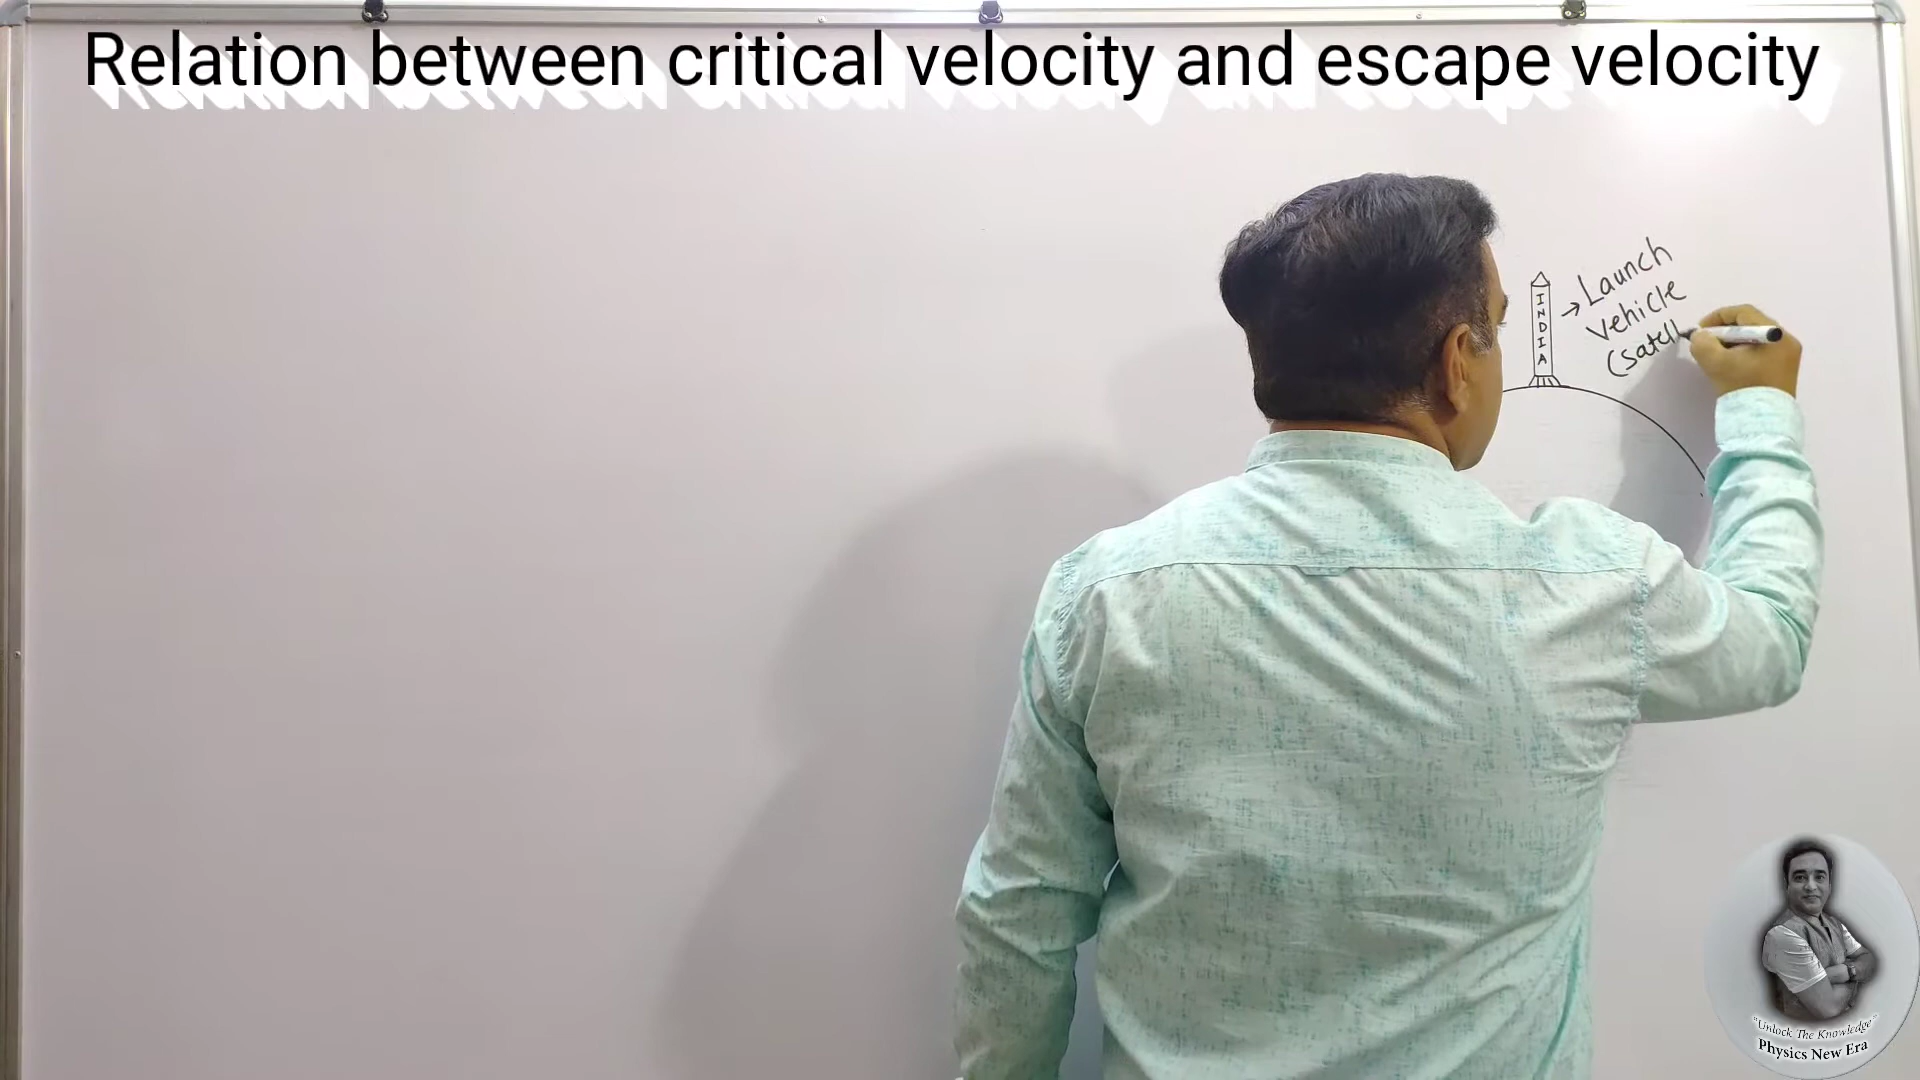 Relation between critical velocity and escape velocity
INDIA
→ Launch
vehicle
(satell
"Unlock The Knowledge"
Physics New Era